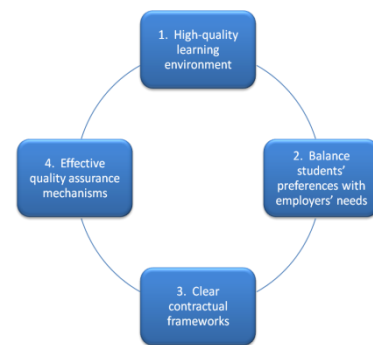 1. High-quality
learning
environment
2. Balance
students'
preferences with
employers' needs
3. Clear
contractual
frameworks
4. Effective
quality assurance
mechanisms